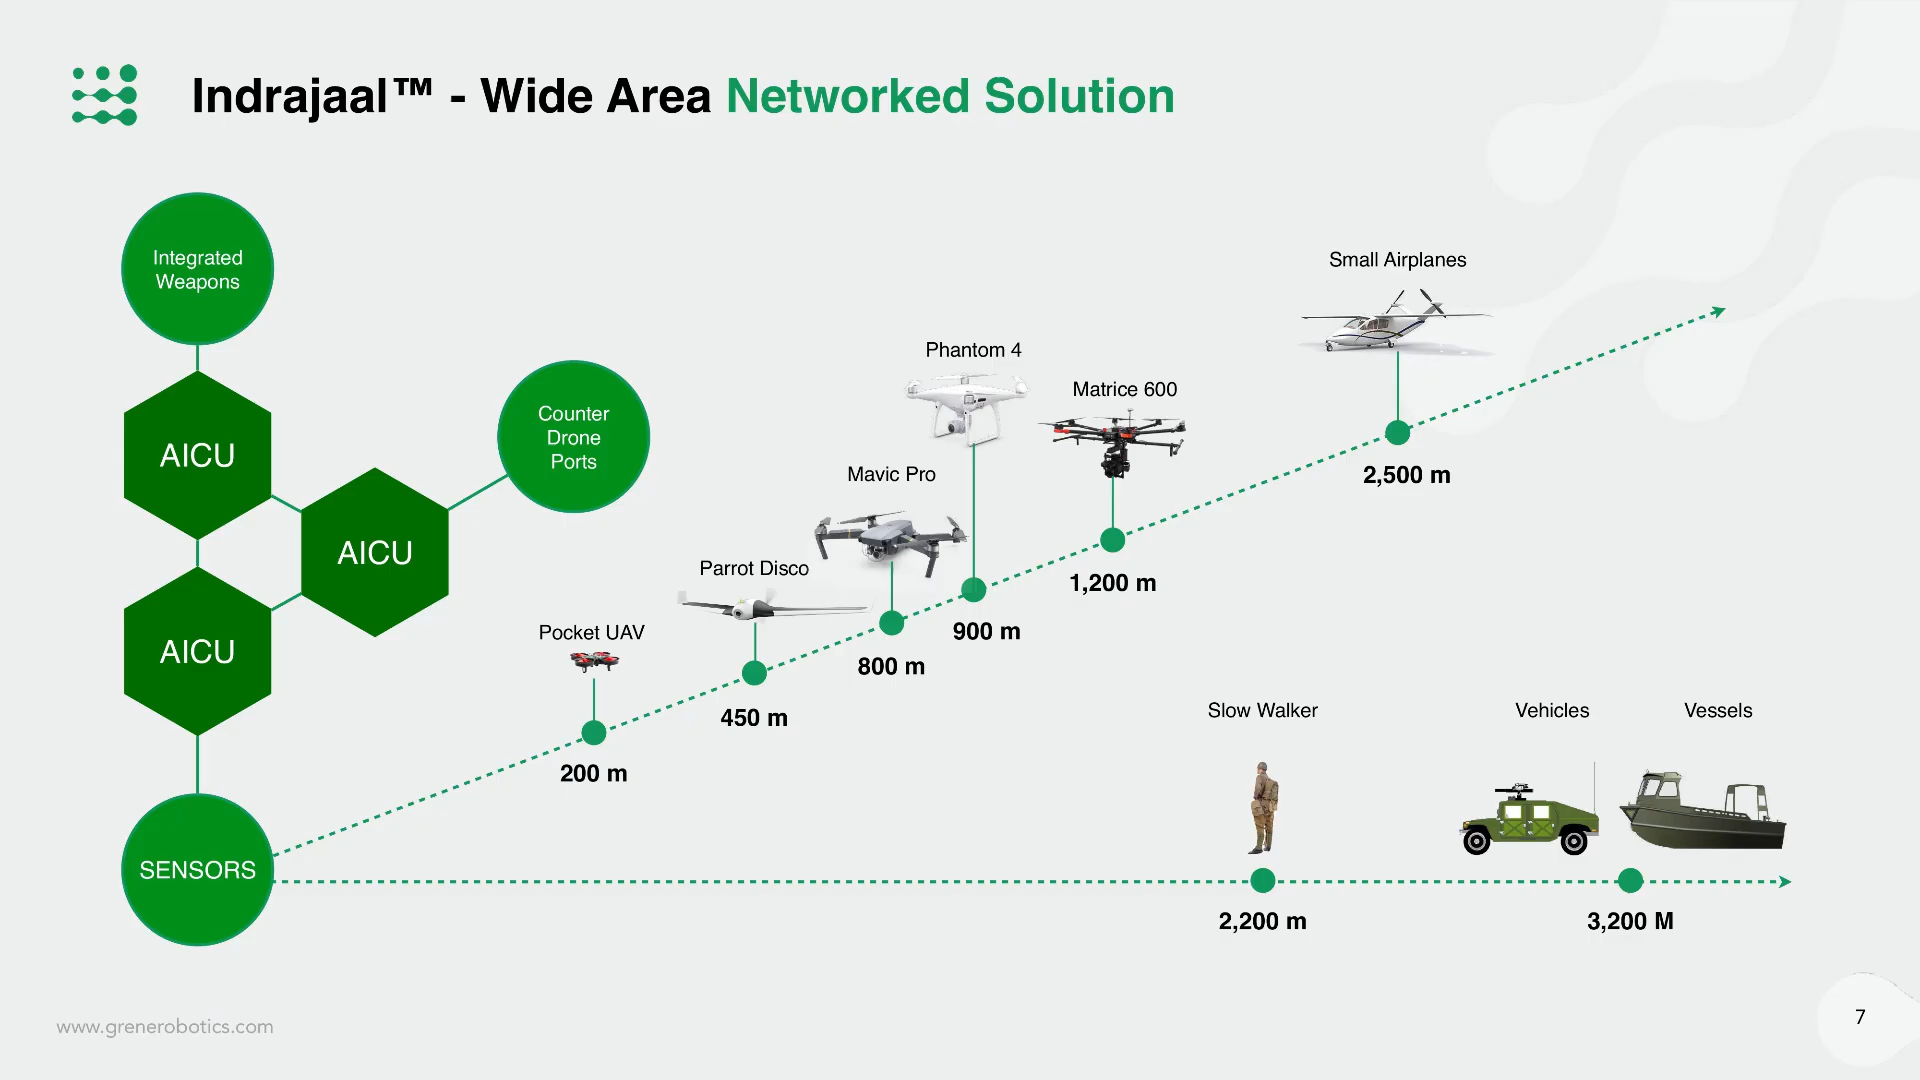 Indrajaal™ - Wide Area Networked Solution
Integrated
Weapons
AICU
AICU
AICU
Counter
Drone
Ports
SENSORS
Pocket UAV
200 m
Parrot Disco
450 m
Mavic Pro
800 m
Phantom 4
900 m
Matrice 600
1,200 m
Small Airplanes
2,500 m
Slow Walker
2,200 m
Vehicles
Vessels
3,200 M
www.grenerobotics.com
7